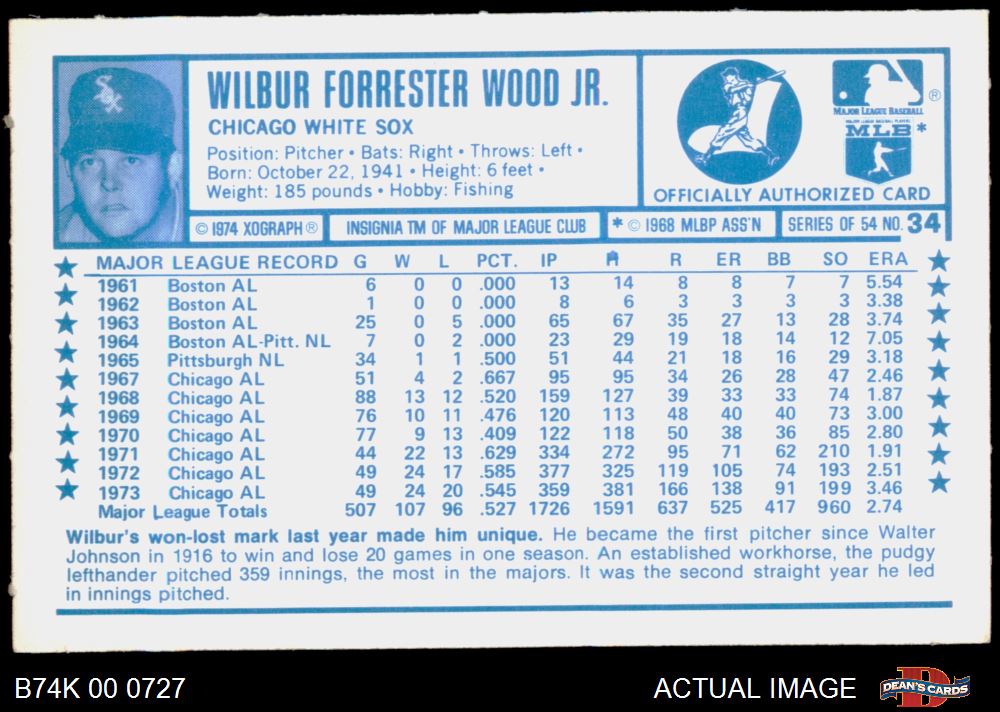 SOX
WILBUR FORRESTER WOOD JR.
CHICAGO WHITE SOX
Position: Pitcher • Bats: Right • Throws: Left •
Born: October 22, 1941 • Height: 6 feet •
Weight: 185 pounds • Hobby: Fishing
®
MAJOR LEAGUE BASEBALL
MAJOR LEAGUE BASEBALL PLAYERS
MLB*
OFFICIALLY AUTHORIZED CARD
© 1974 XOGRAPH ® INSIGNIA TM OF MAJOR LEAGUE CLUB * © 1968 MLBP ASS'N SERIES OF 54 NO. 34
MAJOR LEAGUE RECORD G W L PCT. IP H R ER BB SO ERA
1961 Boston AL 6 0 0 .000 13 14 8 8 7 7 5.54
1962 Boston AL 1 0 0 .000 8 6 3 3 3 3 3.38
1963 Boston AL 25 0 5 .000 65 67 35 27 13 28 3.74
1964 Boston AL-Pitt. NL 7 0 2 .000 23 29 19 18 14 12 7.05
1965 Pittsburgh NL 34 1 1 .500 51 44 21 18 16 29 3.18
1967 Chicago AL 51 4 2 .667 95 95 34 26 28 47 2.46
1968 Chicago AL 88 13 12 .520 159 127 39 33 33 74 1.87
1969 Chicago AL 76 10 11 .476 120 113 48 40 40 73 3.00
1970 Chicago AL 77 9 13 .409 122 118 50 38 36 85 2.80
1971 Chicago AL 44 22 13 .629 334 272 95 71 62 210 1.91
1972 Chicago AL 49 24 17 .585 377 325 119 105 74 193 2.51
1973 Chicago AL 49 24 20 .545 359 381 166 138 91 199 3.46
Major League Totals 507 107 96 .527 1726 1591 637 525 417 960 2.74
Wilbur's won-lost mark last year made him unique. He became the first pitcher since Walter
Johnson in 1916 to win and lose 20 games in one season. An established workhorse, the pudgy
lefthander pitched 359 innings, the most in the majors. It was the second straight year he led
in innings pitched.
B74K 00 0727
ACTUAL IMAGE
D
DEAN'S CARDS